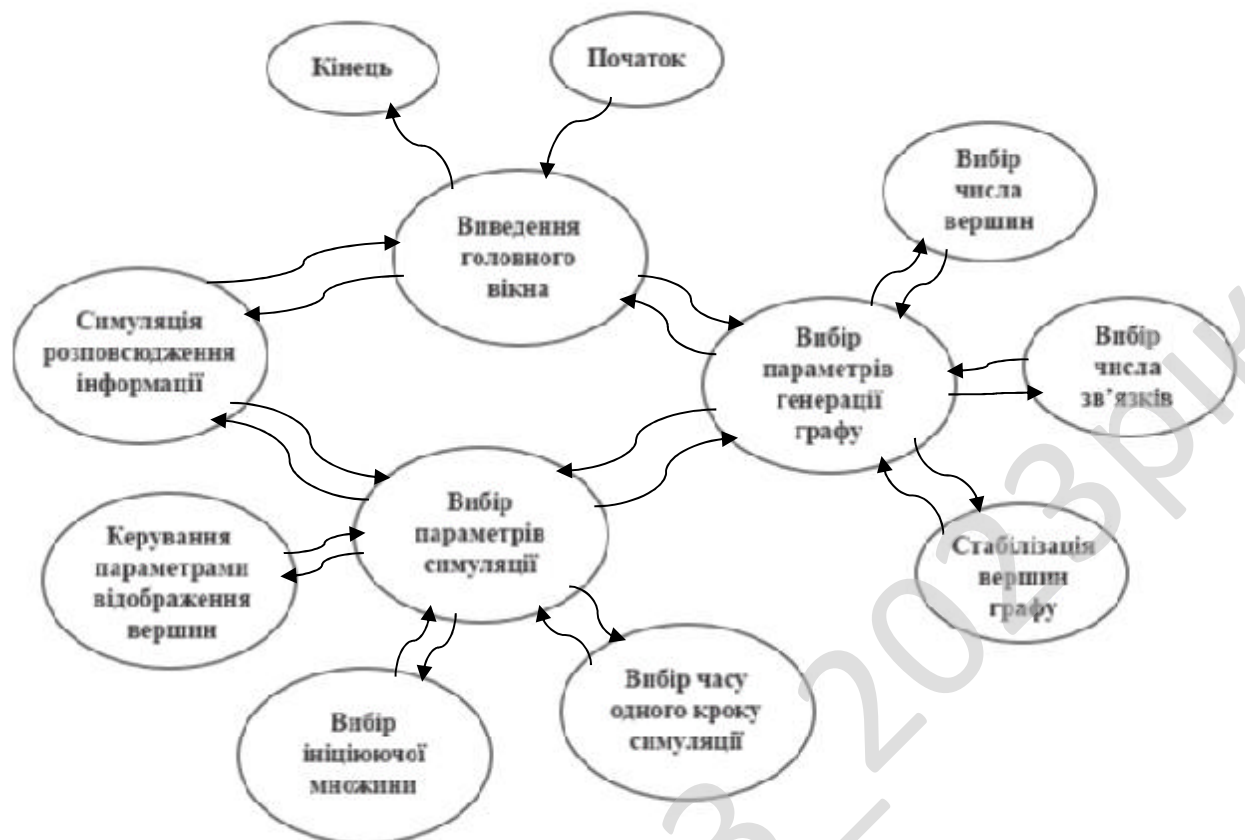 Кінець
Початок
Вибір
числа
вершин
Виведення
головного
вікна
Симуляція
розповсюдження
інформації
Вибір
параметрів
генерації
графу
Вибір
числа
зв’язків
Вибір
параметрів
симуляції
Керування
параметрами
відображення
вершин
Стабілізація
вершин
графу
Вибір часу
одного кроку
симуляції
Вибір
ініціюючої
множини